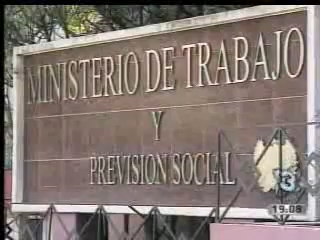 MINISTERIO DE TRABAJO
Y
PREVISION SOCIAL
3
19:08